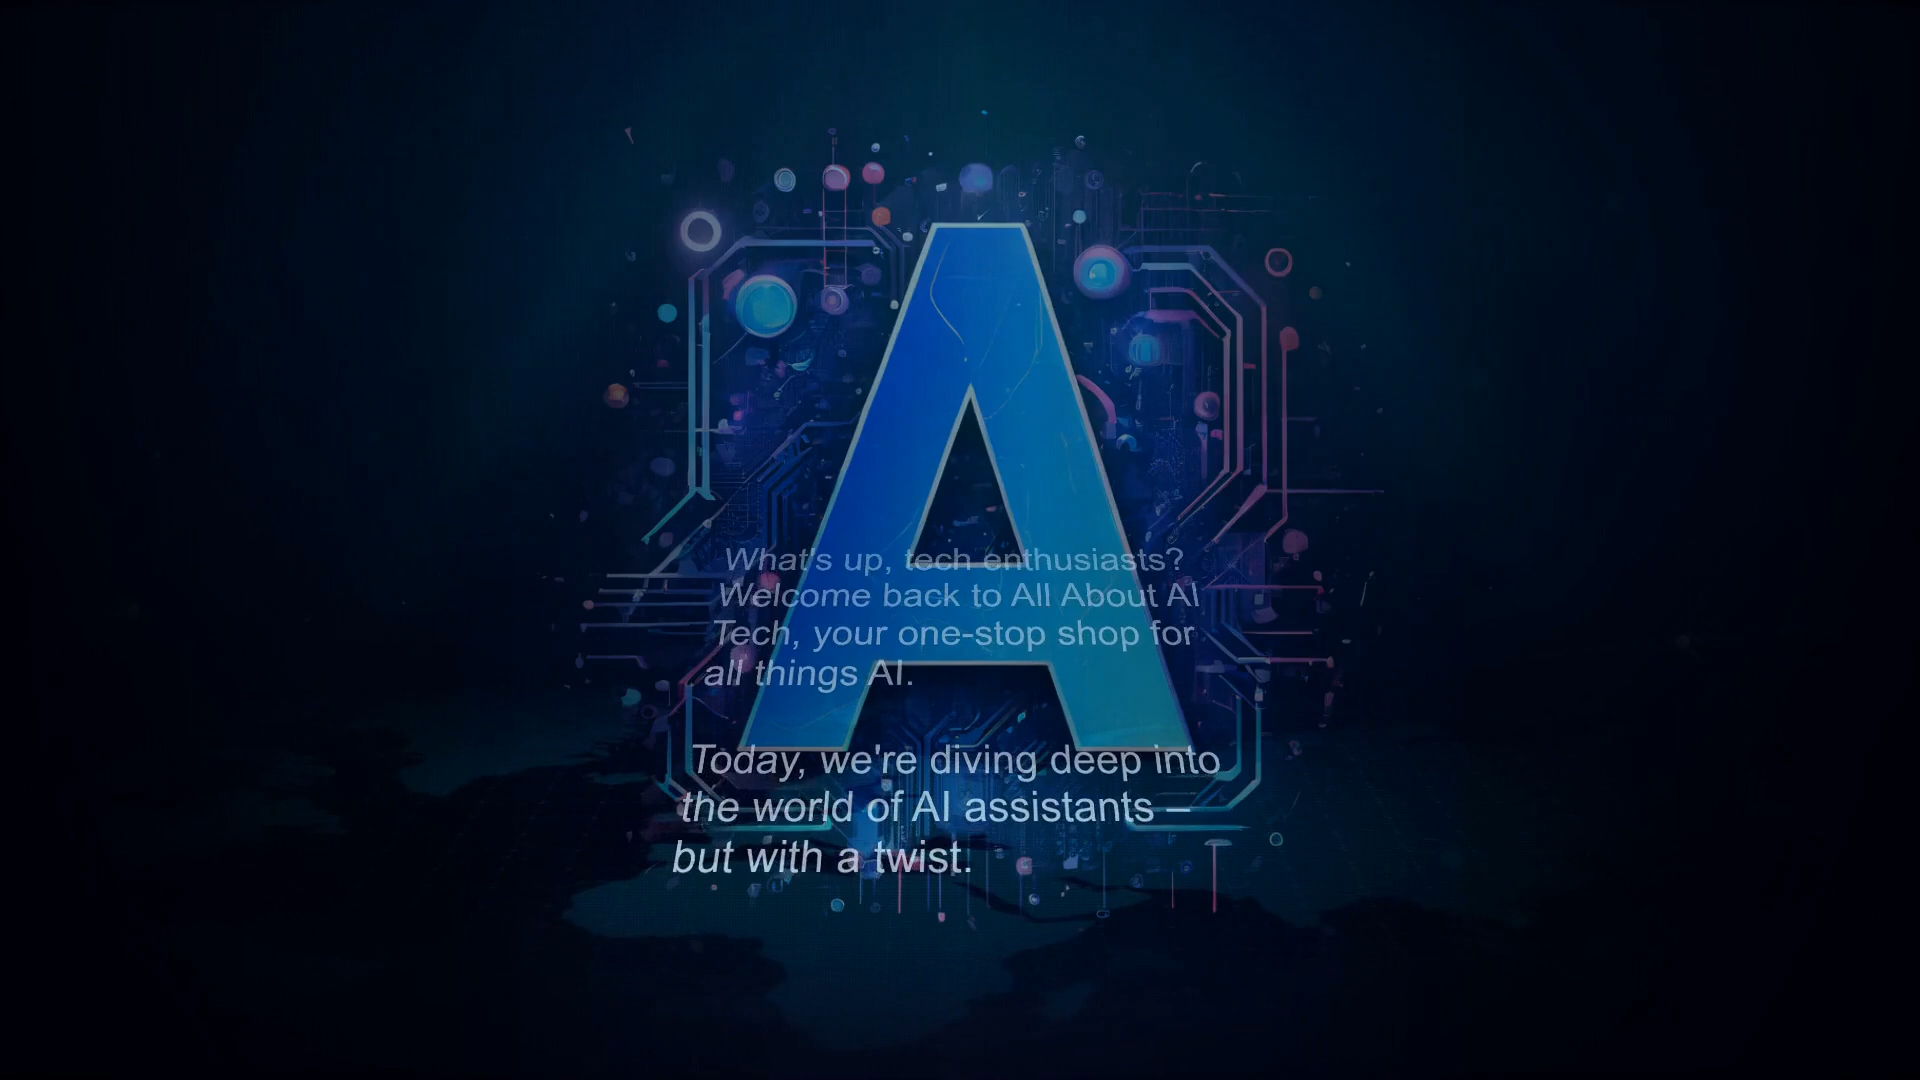 A
What's up, tech enthusiasts?
Welcome back to All About AI
Tech, your one-stop shop for
all things AI.
Today, we're diving deep into
the world of AI assistants –
but with a twist.